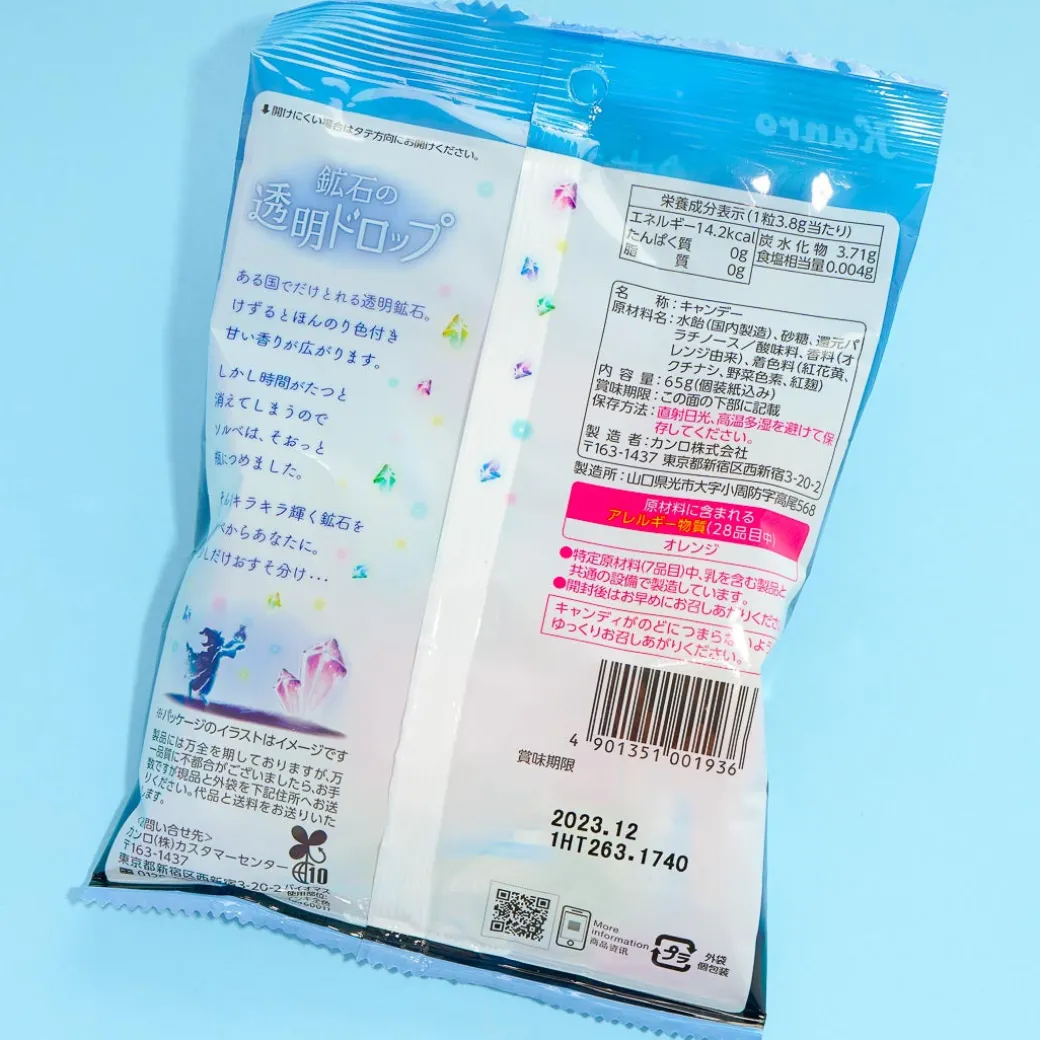 ⬇開けにくい場合はタテ方向にお開けください。
鉱石の
透明ドロップ
ある国でだけとれる透明鉱石。
けずるとほんのり色付き
甘い香りが広がります。
しかし時間がたつと
消えてしまうので
ソルベは、そおっと
瓶につめました。
キラキラ輝く鉱石を
からあなたに。
しだけおすそ分け・・・
※パッケージのイラストはイメージです
製品には万全を期しておりますが、万
一品質に不都合がございましたら、お手
数ですが現品と外袋を下記住所へお送
りください。代品と送料をお送りいた
します。
問い合せ先>
カンロ(株)カスタマーセンター
〒163-1437
東京都新宿区西新宿3-20-2
バイオマス
10
Kanro
栄養成分表示(1粒3.8g当たり)
エネルギー14.2kcal 炭水化物 3.71g
たんぱく質 0g 食塩相当量0.004g
脂質 0g
名称:キャンデー
原材料名:水飴(国内製造)、砂糖、還元パ
ラチノース/酸味料、香料(オ
レンジ由来)、着色料(紅花黄、
クチナシ、野菜色素、紅麹)
内容量:65g(個装紙込み)
賞味期限:この面の下部に記載
保存方法:直射日光、高温多湿を避けて保
存してください。
製造者:カンロ株式会社
〒163-1437 東京都新宿区西新宿3-20-2
製造所:山口県光市大字小周防字高尾568
原材料に含まれる
アレルギー物質(28品目中)
オレンジ
●特定原材料(7品目)中、乳を含む製品と
共通の設備で製造しています。
●開封後はお早めにお召しあがりくださ
キャンディがのどにつまらないよう
ゆっくりお召しあがりください。
4 901351 001936
賞味期限
2023.12
1HT263.1740
More
information
商品資訊
プラ
外袋
個包装